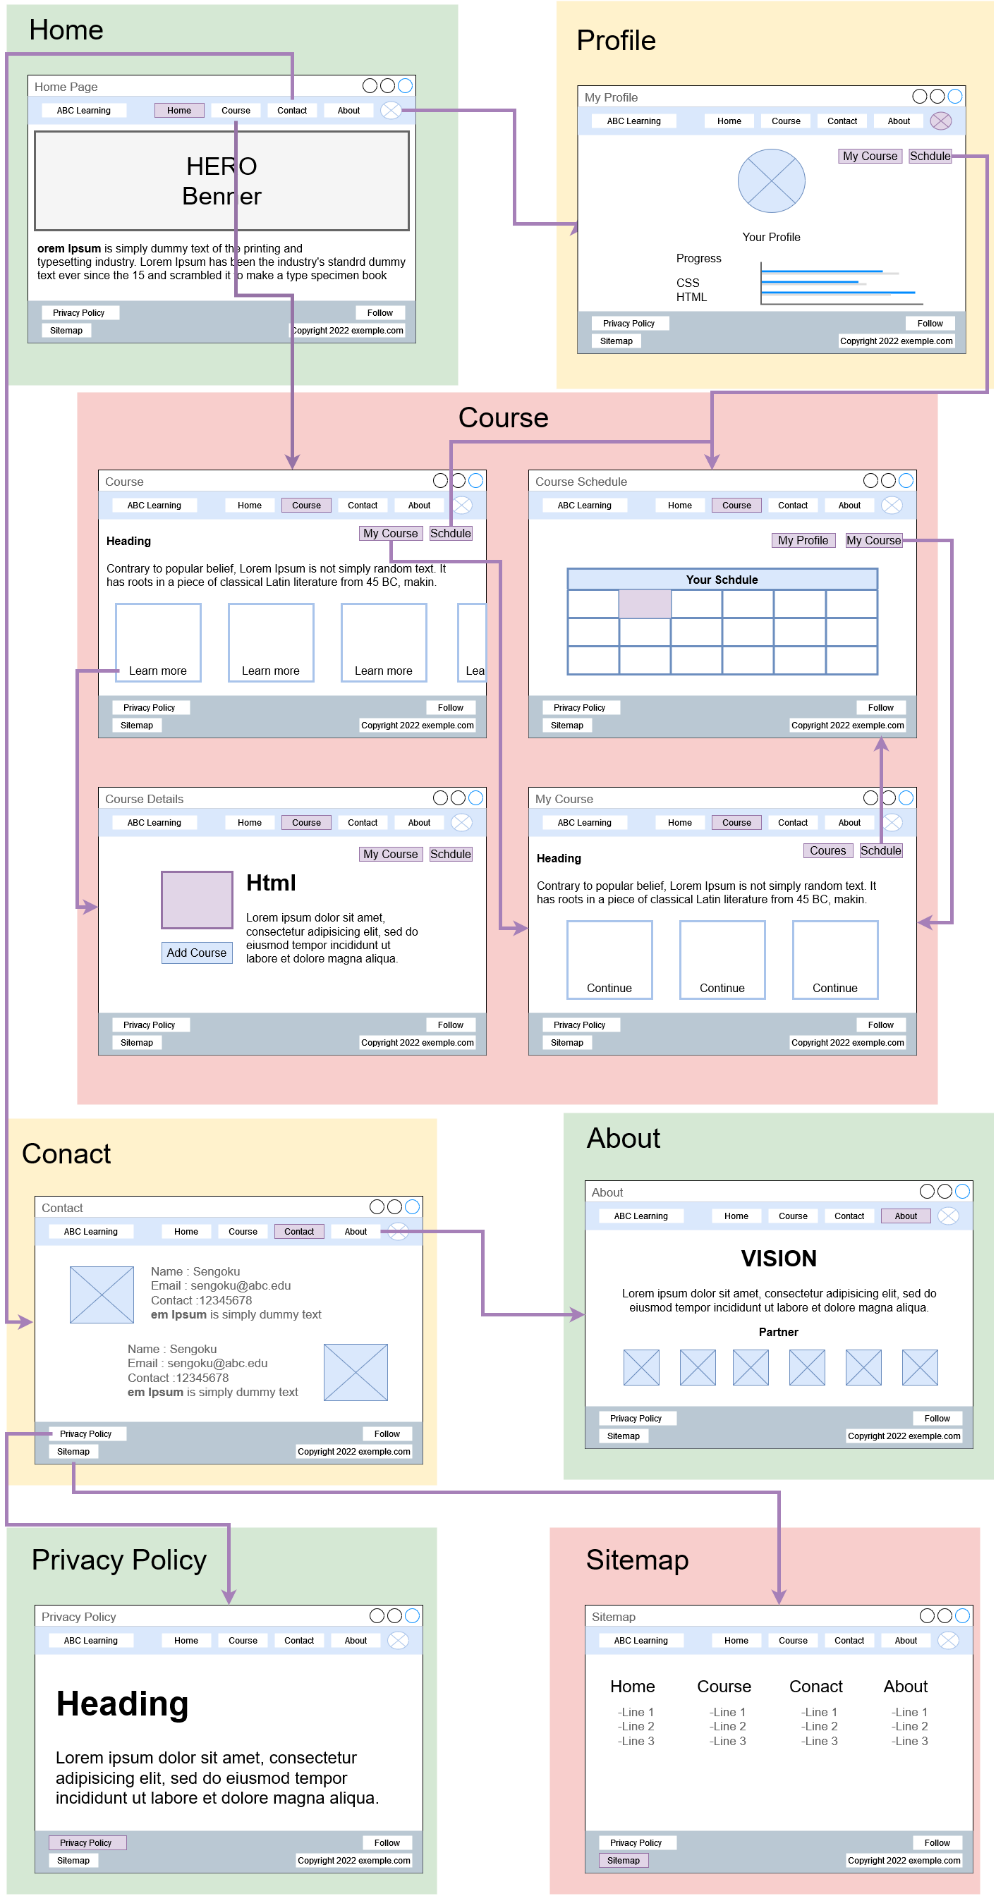 Home
Home Page
ABC Learning Home Course Contact About
HERO
Benner
orem Ipsum is simply dummy text of the printing and
typesetting industry. Lorem Ipsum has been the industry's standrd dummy
text ever since the 15 and scrambled it to make a type specimen book
Privacy Policy Follow
Sitemap Copyright 2022 exemple.com
Profile
My Profile
ABC Learning Home Course Contact About
My Course Schdule
Your Profile
Progress
CSS
HTML
Privacy Policy Follow
Sitemap Copyright 2022 exemple.com
Course
Course
ABC Learning Home Course Contact About
My Course Schdule
Heading
Contrary to popular belief, Lorem Ipsum is not simply random text. It
has roots in a piece of classical Latin literature from 45 BC, makin.
Learn more Learn more Learn more Lea
Privacy Policy Follow
Sitemap Copyright 2022 exemple.com
Course Schedule
ABC Learning Home Course Contact About
My Profile My Course
Your Schdule
Privacy Policy Follow
Sitemap Copyright 2022 exemple.com
Course Details
ABC Learning Home Course Contact About
My Course Schdule
Html
Lorem ipsum dolor sit amet,
consectetur adipisicing elit, sed do
eiusmod tempor incididunt ut
labore et dolore magna aliqua.
Add Course
Privacy Policy Follow
Sitemap Copyright 2022 exemple.com
My Course
ABC Learning Home Course Contact About
Coures Schdule
Heading
Contrary to popular belief, Lorem Ipsum is not simply random text. It
has roots in a piece of classical Latin literature from 45 BC, makin.
Continue Continue Continue
Privacy Policy Follow
Sitemap Copyright 2022 exemple.com
Conact
Contact
ABC Learning Home Course Contact About
Name : Sengoku
Email : sengoku@abc.edu
Contact :12345678
em Ipsum is simply dummy text
Name : Sengoku
Email : sengoku@abc.edu
Contact :12345678
em Ipsum is simply dummy text
Privacy Policy Follow
Sitemap Copyright 2022 exemple.com
About
About
ABC Learning Home Course Contact About
VISION
Lorem ipsum dolor sit amet, consectetur adipisicing elit, sed do
eiusmod tempor incididunt ut labore et dolore magna aliqua.
Partner
Privacy Policy Follow
Sitemap Copyright 2022 exemple.com
Privacy Policy
Privacy Policy
ABC Learning Home Course Contact About
Heading
Lorem ipsum dolor sit amet, consectetur
adipisicing elit, sed do eiusmod tempor
incididunt ut labore et dolore magna aliqua.
Privacy Policy Follow
Sitemap Copyright 2022 exemple.com
Sitemap
Sitemap
ABC Learning Home Course Contact About
Home Course Conact About
-Line 1 -Line 1 -Line 1 -Line 1
-Line 2 -Line 2 -Line 2 -Line 2
-Line 3 -Line 3 -Line 3 -Line 3
Privacy Policy Follow
Sitemap Copyright 2022 exemple.com